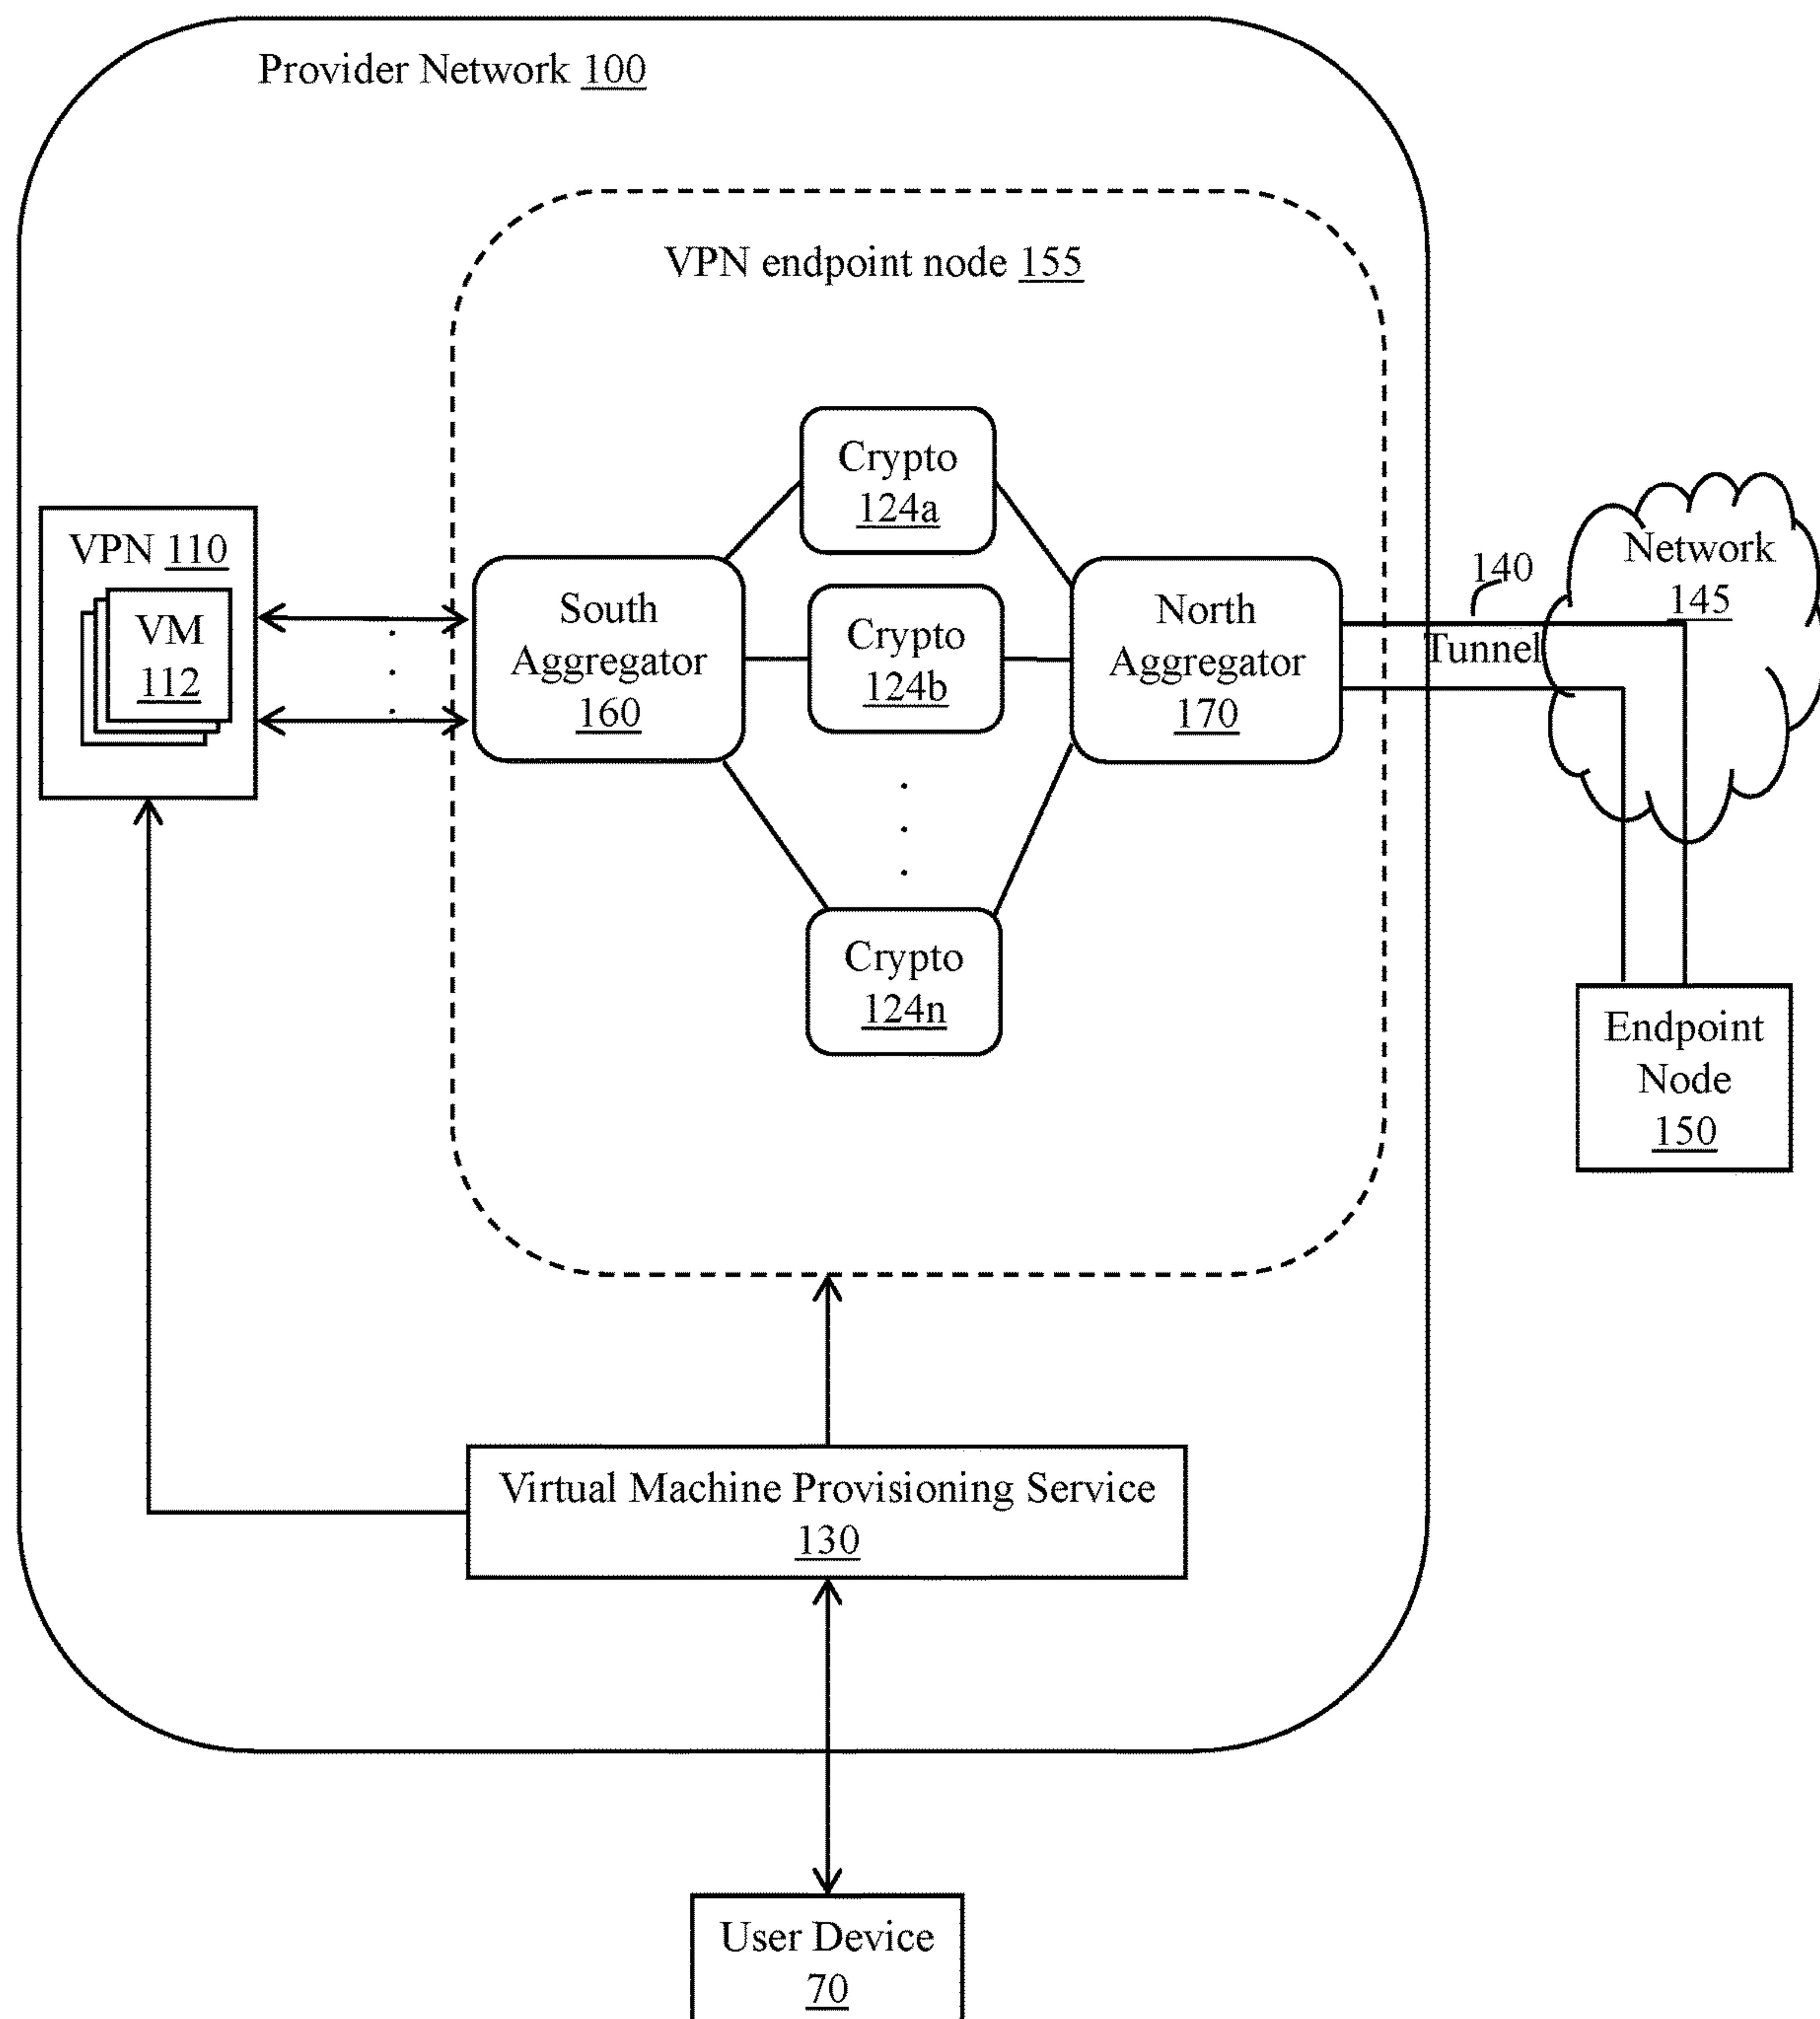 Provider Network 100
VPN endpoint node 155
Crypto
124a
VPN 110
VM
112
South
Aggregator
160
Crypto
124b
North
Aggregator
170
140
Tunnel
Network
145
.
.
.
.
.
.
Crypto
124n
Endpoint
Node
150
Virtual Machine Provisioning Service
130
User Device
70